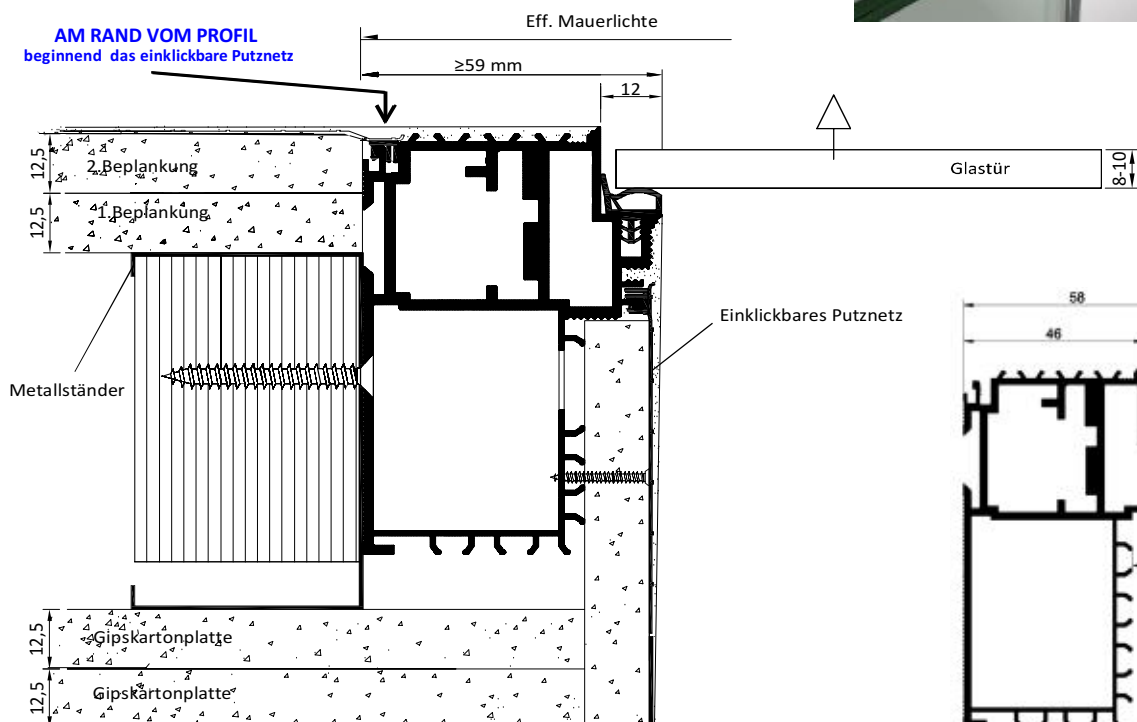 Eff. Mauerlichte
AM RAND VOM PROFIL
beginnend das einklickbare Putznetz
≥59 mm
12
12,5
2.Beplankung
Glastür
8-10
12,5
1.Beplankung
58
46
Einklickbares Putznetz
Metallständer
12,5
Gipskartonplatte
12,5
Gipskartonplatte